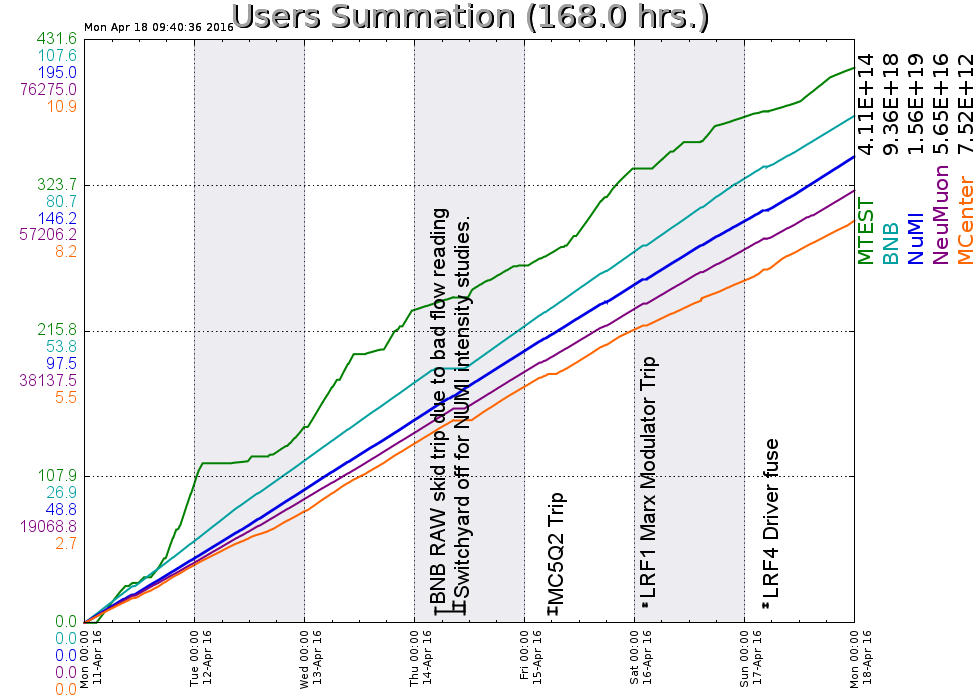 Users Summation (168.0 hrs.)
Mon Apr 18 09:40:36 2016
431.6
107.6
195.0
76275.0
10.9
323.7
80.7
146.2
57206.2
8.2
215.8
53.8
97.5
38137.5
5.5
107.9
26.9
48.8
19068.8
2.7
0.0
0.0
0.0
0.0
0.0
BNB RAW skid trip due to bad flow reading
Switchyard off for NUMI intensity studies.
MC5Q2 Trip
LRF1 Marx Modulator Trip
LRF4 Driver fuse
MTEST 4.11E+14
BNB 9.36E+18
NuMI 1.56E+19
NeuMuon 5.65E+16
MCenter 7.52E+12
Mon 00:00
11-Apr 16
Tue 00:00
12-Apr 16
Wed 00:00
13-Apr 16
Thu 00:00
14-Apr 16
Fri 00:00
15-Apr 16
Sat 00:00
16-Apr 16
Sun 00:00
17-Apr 16
Mon 00:00
18-Apr 16